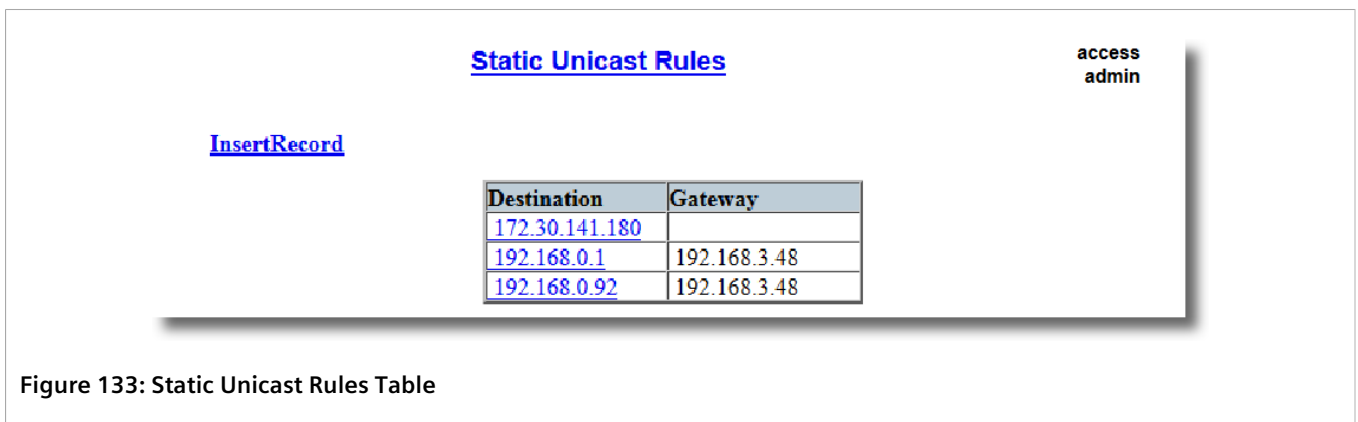 Static Unicast Rules
access
admin
InsertRecord
Destination Gateway
172.30.141.180
192.168.0.1 192.168.3.48
192.168.0.92 192.168.3.48
Figure 133: Static Unicast Rules Table